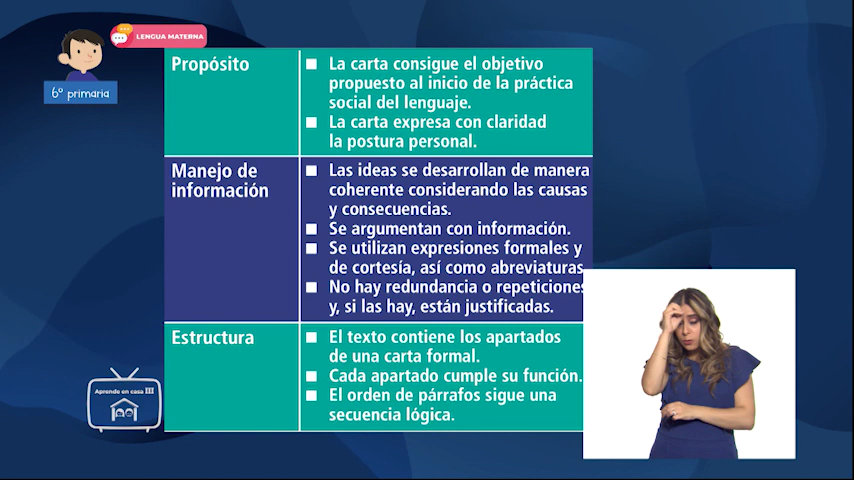 LENGUA MATERNA
6º primaria
Propósito
La carta consigue el objetivo
propuesto al inicio de la práctica
social del lenguaje.
La carta expresa con claridad
la postura personal.
Manejo de
información
Las ideas se desarrollan de manera
coherente considerando las causas
y consecuencias.
Se argumentan con información.
Se utilizan expresiones formales y
de cortesía, así como abreviaturas
No hay redundancia o repeticiones
y, si las hay, están justificadas.
Estructura
El texto contiene los apartados
de una carta formal.
Cada apartado cumple su función.
El orden de párrafos sigue una
secuencia lógica.
Aprende en casa III